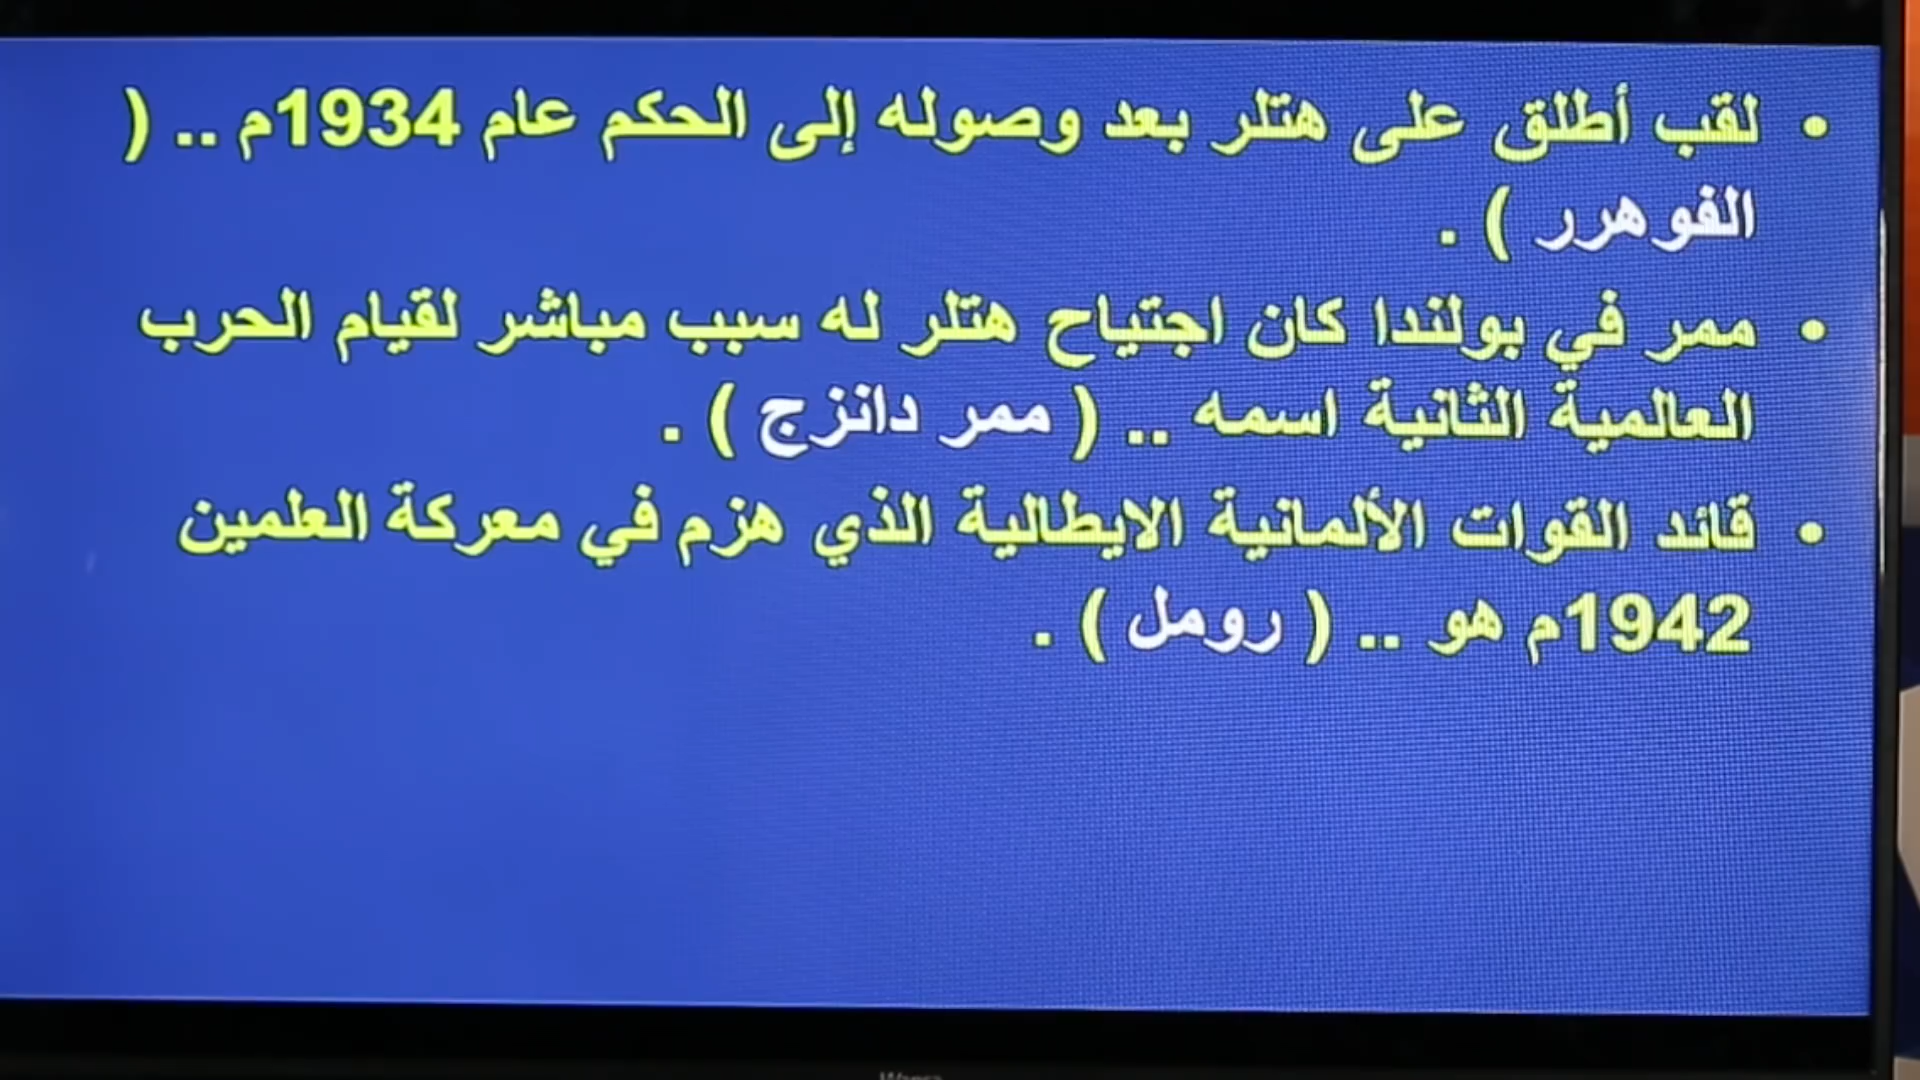 • لقب أطلق على هتلر بعد وصوله إلى الحكم عام 1934م .. (
الفوهرر ) .
• ممر في بولندا كان اجتياح هتلر له سبب مباشر لقيام الحرب
العالمية الثانية اسمه .. ( ممر دانزج ) .
• قائد القوات الألمانية الايطالية الذي هزم في معركة العلمين
1942م هو .. ( رومل ) .